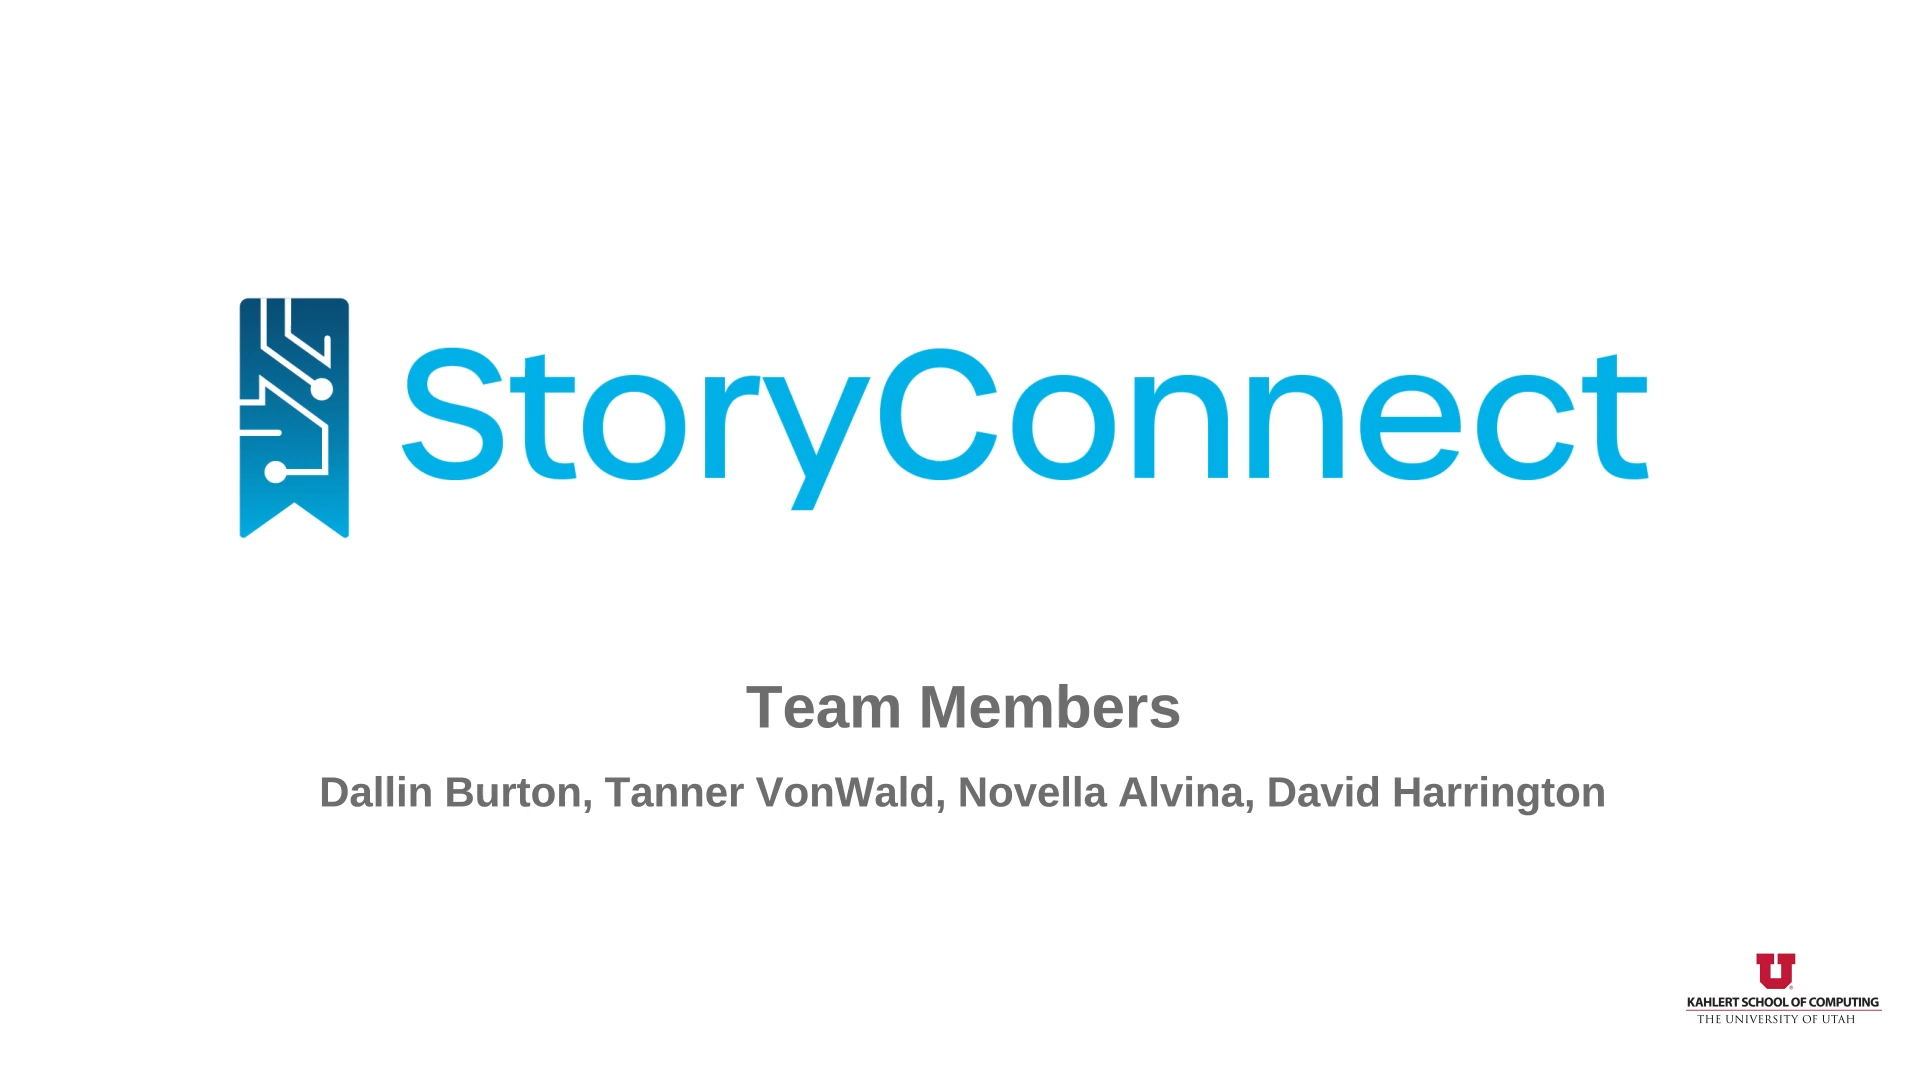 StoryConnect
Team Members
Dallin Burton, Tanner VonWald, Novella Alvina, David Harrington
KAHLERT SCHOOL OF COMPUTING
THE UNIVERSITY OF UTAH